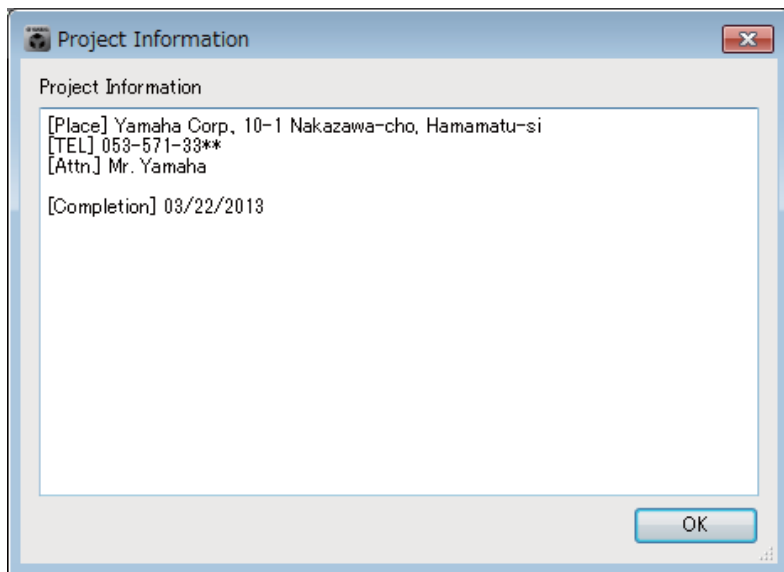 Project Information
Project Information
[Place] Yamaha Corp, 10-1 Nakazawa-cho, Hamamatu-si
[TEL] 053-571-33**
[Attn.] Mr. Yamaha
[Completion] 03/22/2013
OK